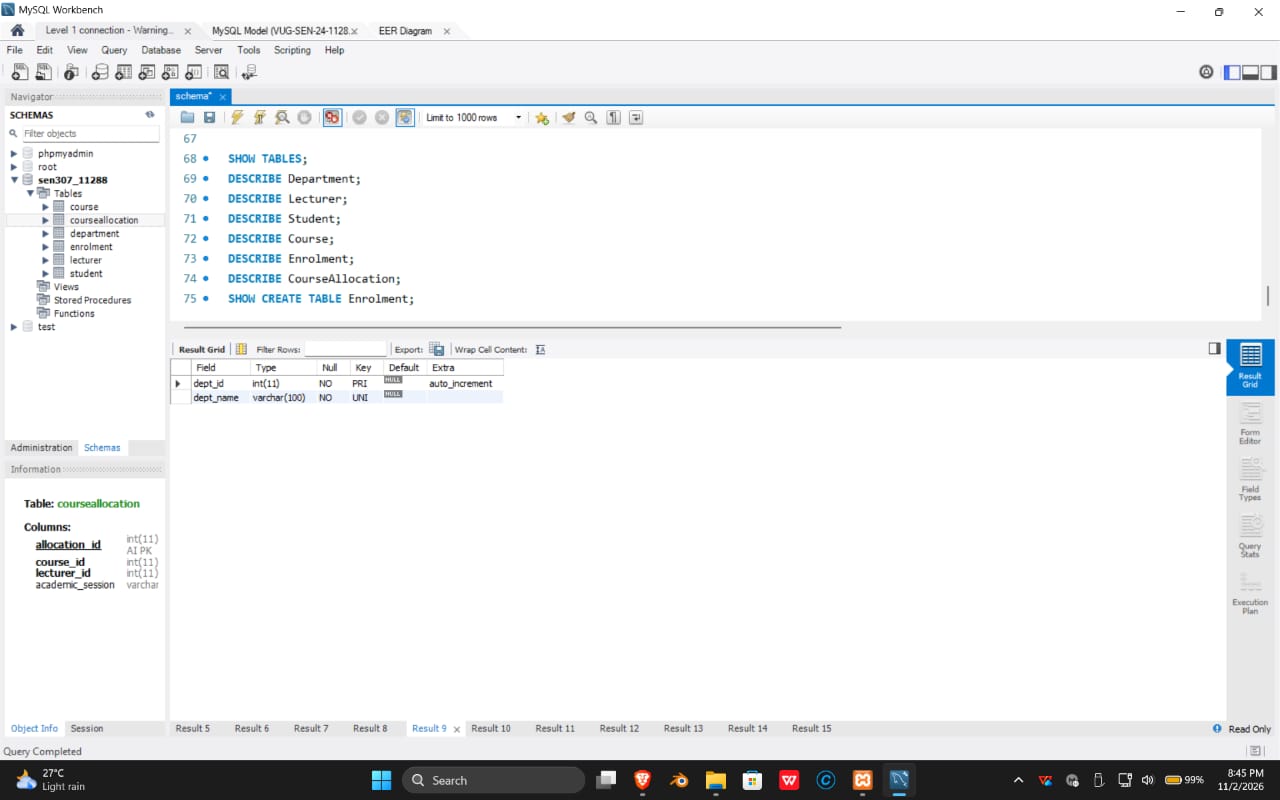 MySQL Workbench
Level 1 connection - Warning... × MySQL Model (VUG-SEN-24-1128.× EER Diagram ×
File Edit View Query Database Server Tools Scripting Help
Navigator
SCHEMAS
Filter objects
phpmyadmin
root
sen307_11288
Tables
course
courseallocation
department
enrolment
lecturer
student
Views
Stored Procedures
Functions
test
Administration Schemas
Information
Table: courseallocation
Columns:
allocation_id int(11)
AI PK
course_id int(11)
lecturer_id int(11)
academic_session varchar
Object Info Session
schema* ×
Limit to 1000 rows
67
68 SHOW TABLES;
69 DESCRIBE Department;
70 DESCRIBE Lecturer;
71 DESCRIBE Student;
72 DESCRIBE Course;
73 DESCRIBE Enrolment;
74 DESCRIBE CourseAllocation;
75 SHOW CREATE TABLE Enrolment;
Result Grid Filter Rows: Export: Wrap Cell Content:
Field Type Null Key Default Extra
dept_id int(11) NO PRI NULL auto_increment
dept_name varchar(100) NO UNI NULL
Result
Grid
Form
Editor
Field
Types
Query
Stats
Execution
Plan
Result 5 Result 6 Result 7 Result 8 Result 9 × Result 10 Result 11 Result 12 Result 13 Result 14 Result 15 Read Only
Query Completed
27°C
Light rain
Search
99%
8:45 PM
11/2/2026